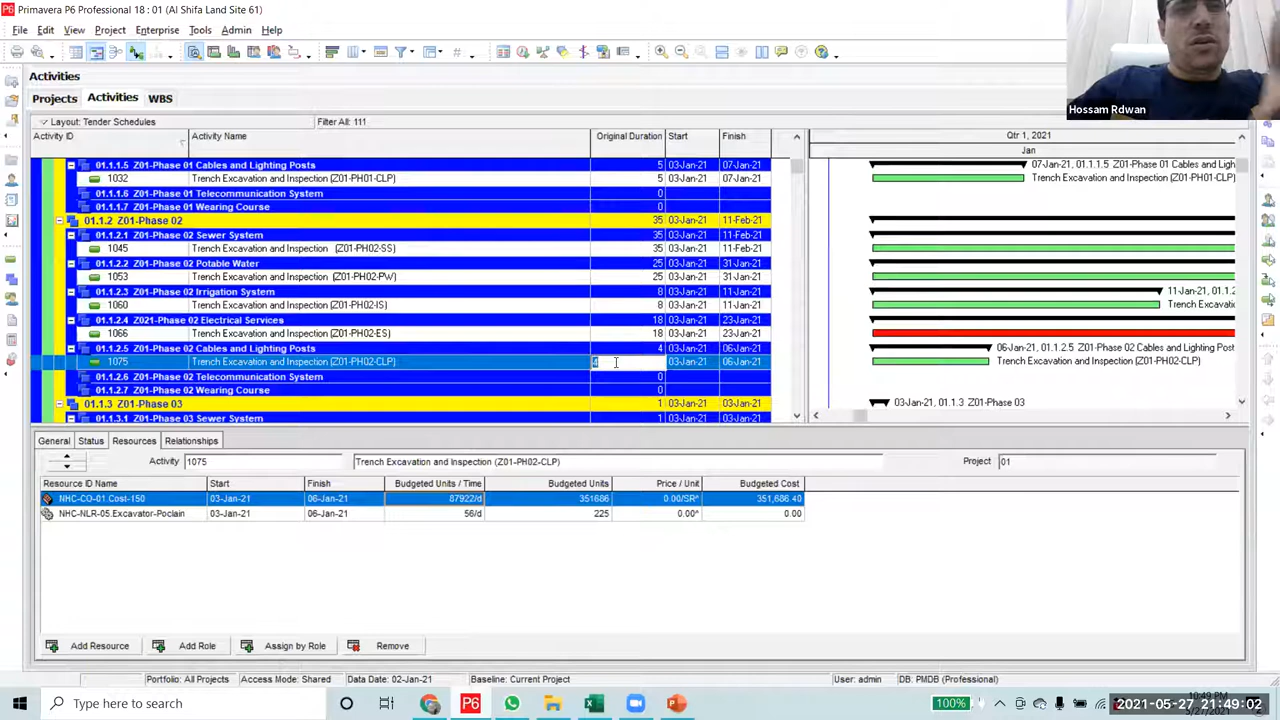 Primavera P6 Professional 18 : 01 (Al Shifa Land Site 61)
File Edit View Project Enterprise Tools Admin Help
Hossam Rdwan
Activities
Projects Activities WBS
Layout: Tender Schedules Filter All: 111
Activity ID Activity Name Original Duration Start Finish Qtr 1, 2021
Jan
01.1.1.5 Z01-Phase 01 Cables and Lighting Posts 5 03-Jan-21 07-Jan-21 07-Jan-21, 01.1.1.5 Z01-Phase 01 Cables and Ligh
1032 Trench Excavation and Inspection (Z01-PH01-CLP) 5 03-Jan-21 07-Jan-21 Trench Excavation and Inspection (Z01-PH01-CLP)
01.1.1.6 Z01-Phase 01 Telecommunication System 0
01.1.1.7 Z01-Phase 01 Wearing Course 0
01.1.2 Z01-Phase 02 35 03-Jan-21 11-Feb-21
01.1.2.1 Z01-Phase 02 Sewer System 35 03-Jan-21 11-Feb-21
1045 Trench Excavation and Inspection (Z01-PH02-SS) 35 03-Jan-21 11-Feb-21
01.1.2.2 Z01-Phase 02 Potable Water 25 03-Jan-21 31-Jan-21
1053 Trench Excavation and Inspection (Z01-PH02-PW) 25 03-Jan-21 31-Jan-21
01.1.2.3 Z01-Phase 02 Irrigation System 8 03-Jan-21 11-Jan-21 11-Jan-21, 01.1.2
1060 Trench Excavation and Inspection (Z01-PH02-IS) 8 03-Jan-21 11-Jan-21 Trench Excavati
01.1.2.4 Z021-Phase 02 Electrical Services 18 03-Jan-21 23-Jan-21
1066 Trench Excavation and Inspection (Z01-PH02-ES) 18 03-Jan-21 23-Jan-21
01.1.2.5 Z01-Phase 02 Cables and Lighting Posts 4 03-Jan-21 06-Jan-21 06-Jan-21, 01.1.2.5 Z01-Phase 02 Cables and Lighting Post
1075 Trench Excavation and Inspection (Z01-PH02-CLP) 4 03-Jan-21 06-Jan-21 Trench Excavation and Inspection (Z01-PH02-CLP)
01.1.2.6 Z01-Phase 02 Telecommunication System 0
01.1.2.7 Z01-Phase 02 Wearing Course 0
01.1.3 Z01-Phase 03 1 03-Jan-21 03-Jan-21 03-Jan-21, 01.1.3 Z01-Phase 03
01.1.3.1 Z01-Phase 03 Sewer System 1 03-Jan-21 03-Jan-21
General Status Resources Relationships
Activity 1075 Trench Excavation and Inspection (Z01-PH02-CLP) Project 01
Resource ID Name Start Finish Budgeted Units / Time Budgeted Units Price / Unit Budgeted Cost
NHC-CO-01.Cost-150 03-Jan-21 06-Jan-21 87922/d 351686 0.00/SR^ 351,686.40
NHC-NLR-05.Excavator-Poclain 03-Jan-21 06-Jan-21 56/d 225 0.00^ 0.00
Add Resource Add Role Assign by Role Remove
Portfolio: All Projects Access Mode: Shared Data Date: 02-Jan-21 Baseline: Current Project User: admin DB: PMDB (Professional)
Type here to search 100% 2021-05-27 21:49:02